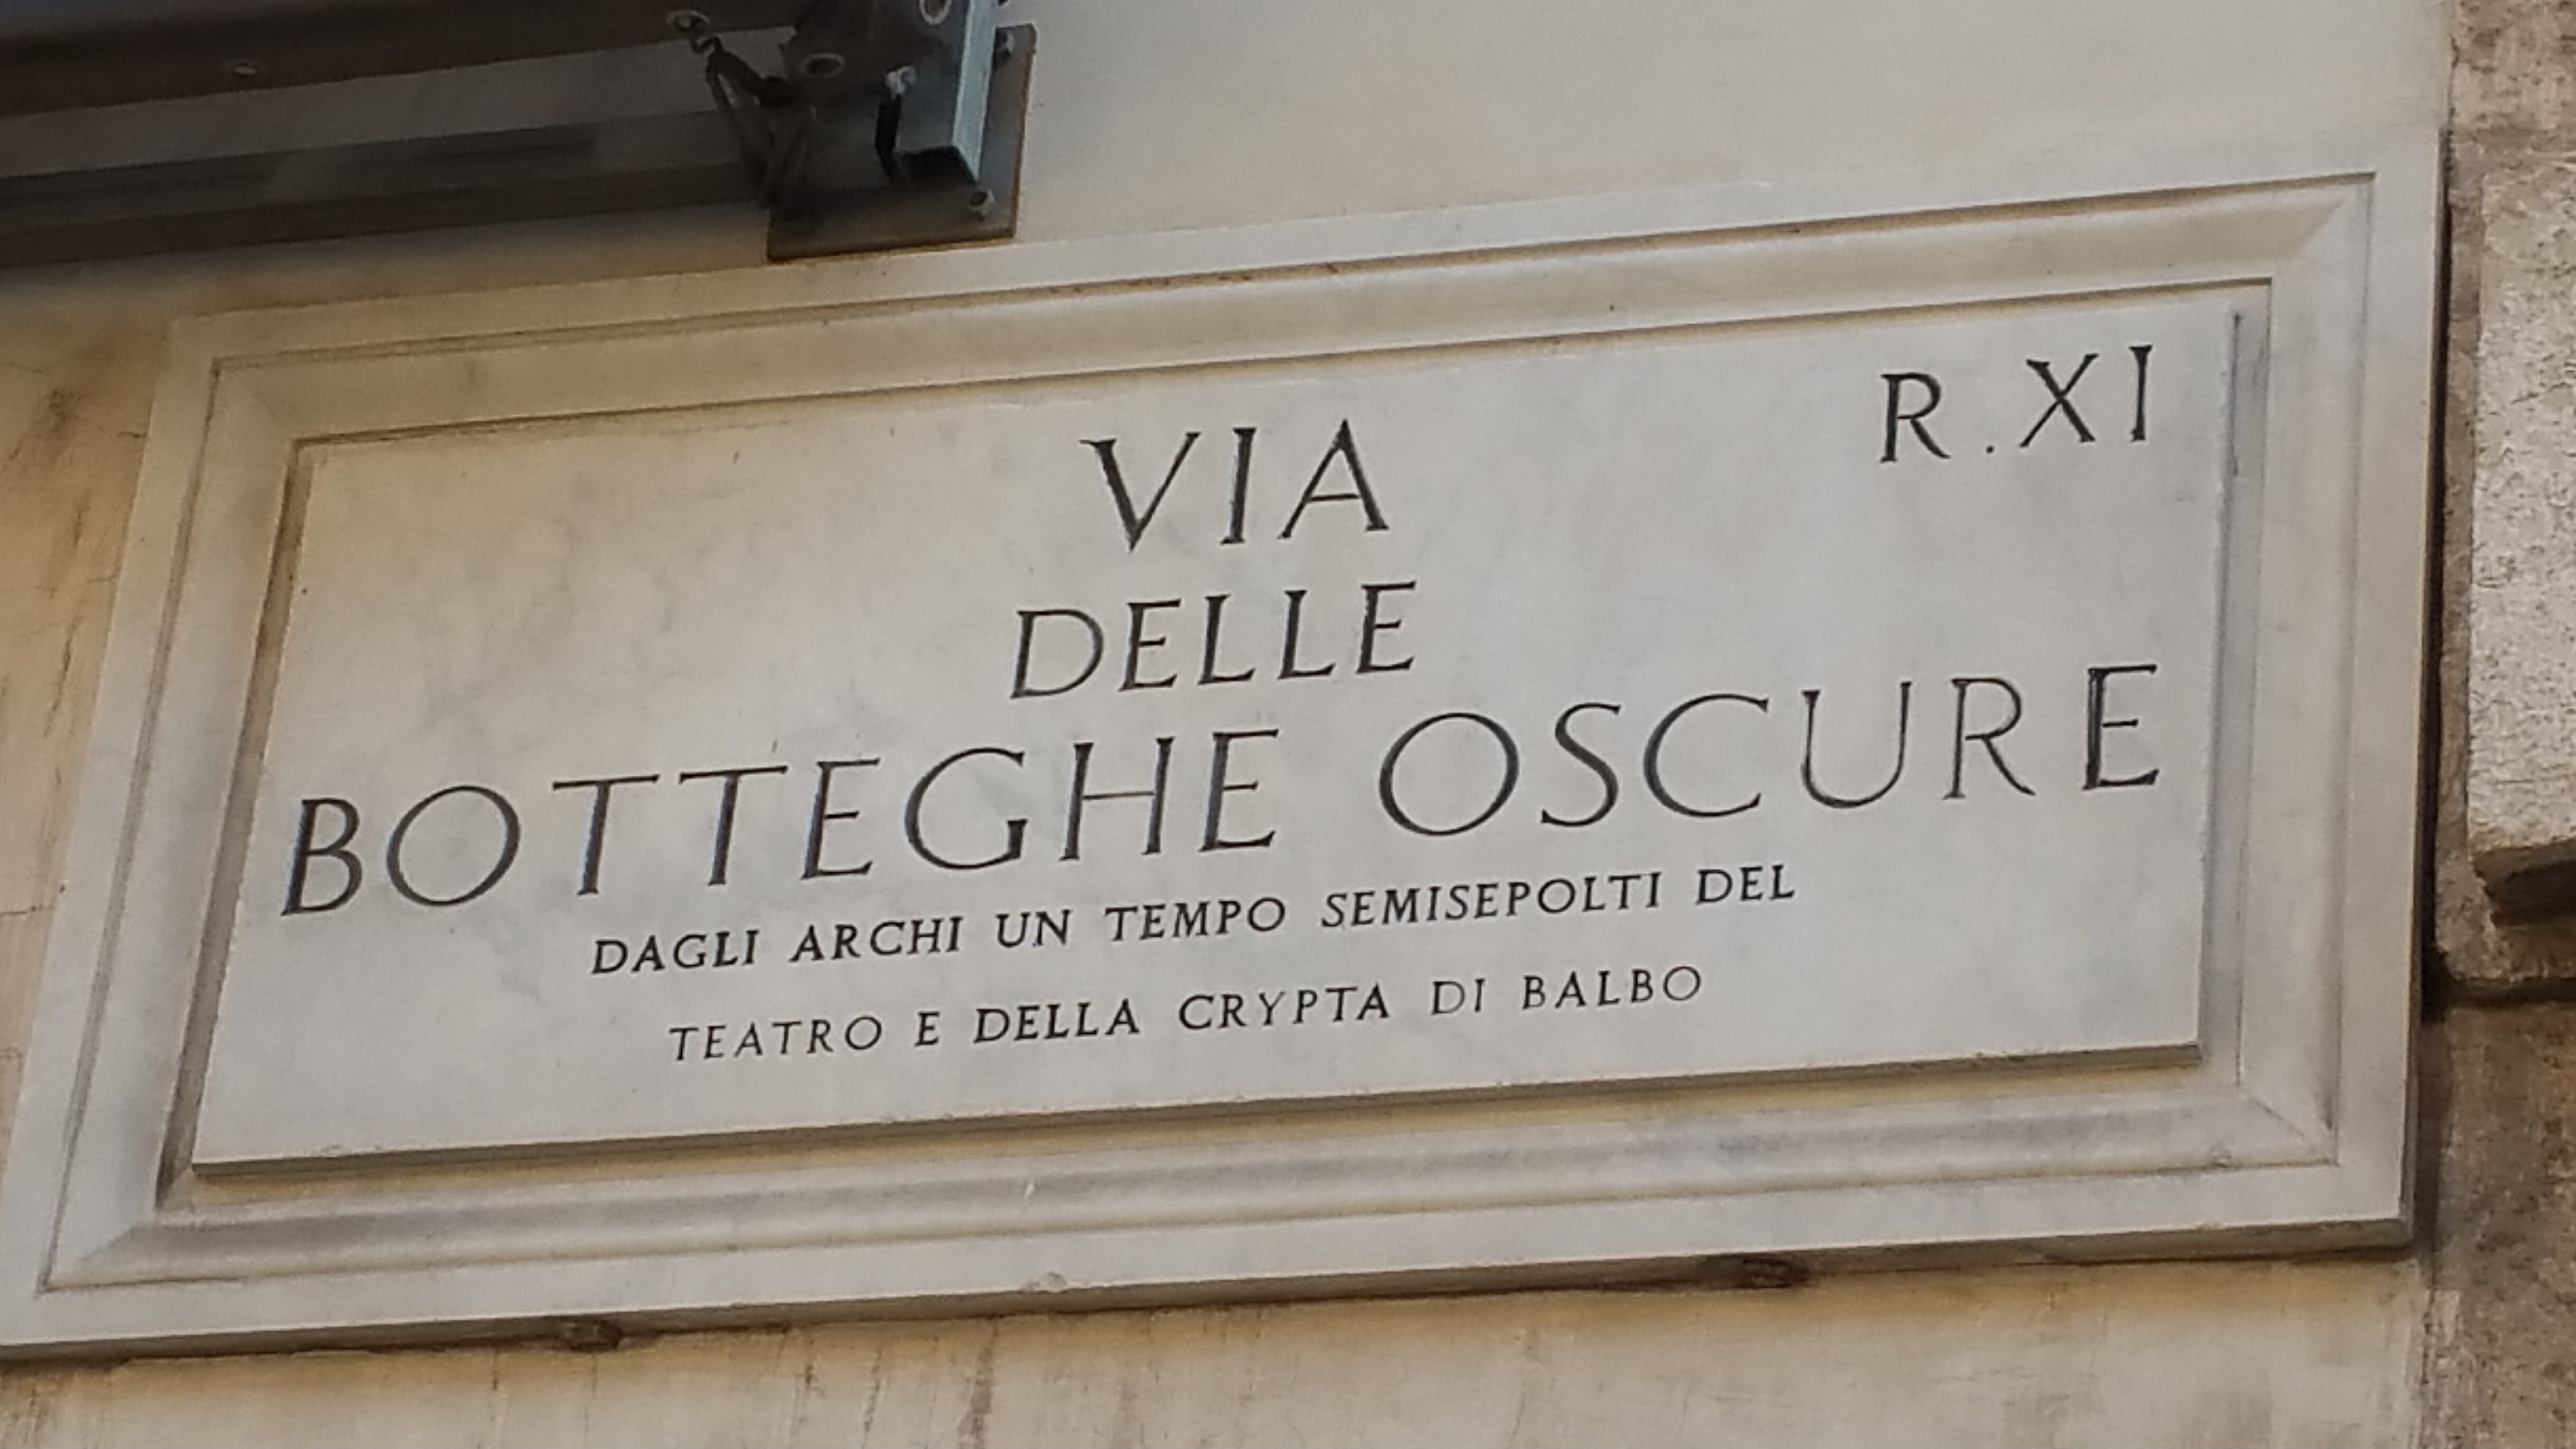 R. XI
VIA
DELLE
BOTTEGHE OSCURE
DAGLI ARCHI UN TEMPO SEMISEPOLTI DEL
TEATRO E DELLA CRYPTA DI BALBO